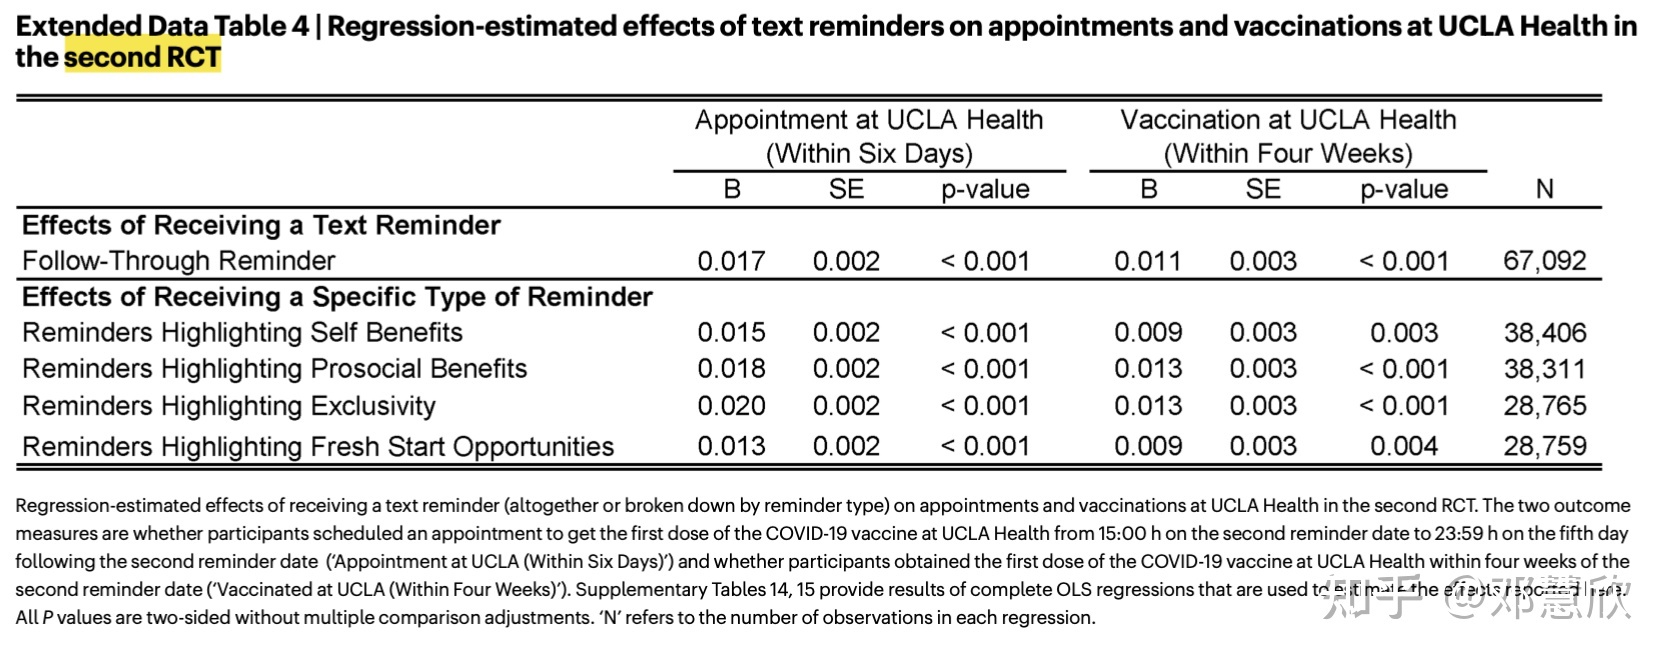 Extended Data Table 4 | Regression-estimated effects of text reminders on appointments and vaccinations at UCLA Health in
the second RCT
Appointment at UCLA Health Vaccination at UCLA Health
(Within Six Days) (Within Four Weeks)
B SE p-value B SE p-value N
Effects of Receiving a Text Reminder
Follow-Through Reminder 0.017 0.002 < 0.001 0.011 0.003 < 0.001 67,092
Effects of Receiving a Specific Type of Reminder
Reminders Highlighting Self Benefits 0.015 0.002 < 0.001 0.009 0.003 0.003 38,406
Reminders Highlighting Prosocial Benefits 0.018 0.002 < 0.001 0.013 0.003 < 0.001 38,311
Reminders Highlighting Exclusivity 0.020 0.002 < 0.001 0.013 0.003 < 0.001 28,765
Reminders Highlighting Fresh Start Opportunities 0.013 0.002 < 0.001 0.009 0.003 0.004 28,759
Regression-estimated effects of receiving a text reminder (altogether or broken down by reminder type) on appointments and vaccinations at UCLA Health in the second RCT. The two outcome
measures are whether participants scheduled an appointment to get the first dose of the COVID-19 vaccine at UCLA Health from 15:00 h on the second reminder date to 23:59 h on the fifth day
following the second reminder date ('Appointment at UCLA (Within Six Days)') and whether participants obtained the first dose of the COVID-19 vaccine at UCLA Health within four weeks of the
second reminder date ('Vaccinated at UCLA (Within Four Weeks)'). Supplementary Tables 14, 15 provide results of complete OLS regressions that are used to estimate the effects reported here.
All P values are two-sided without multiple comparison adjustments. 'N' refers to the number of observations in each regression.
知乎 @邓慧欣